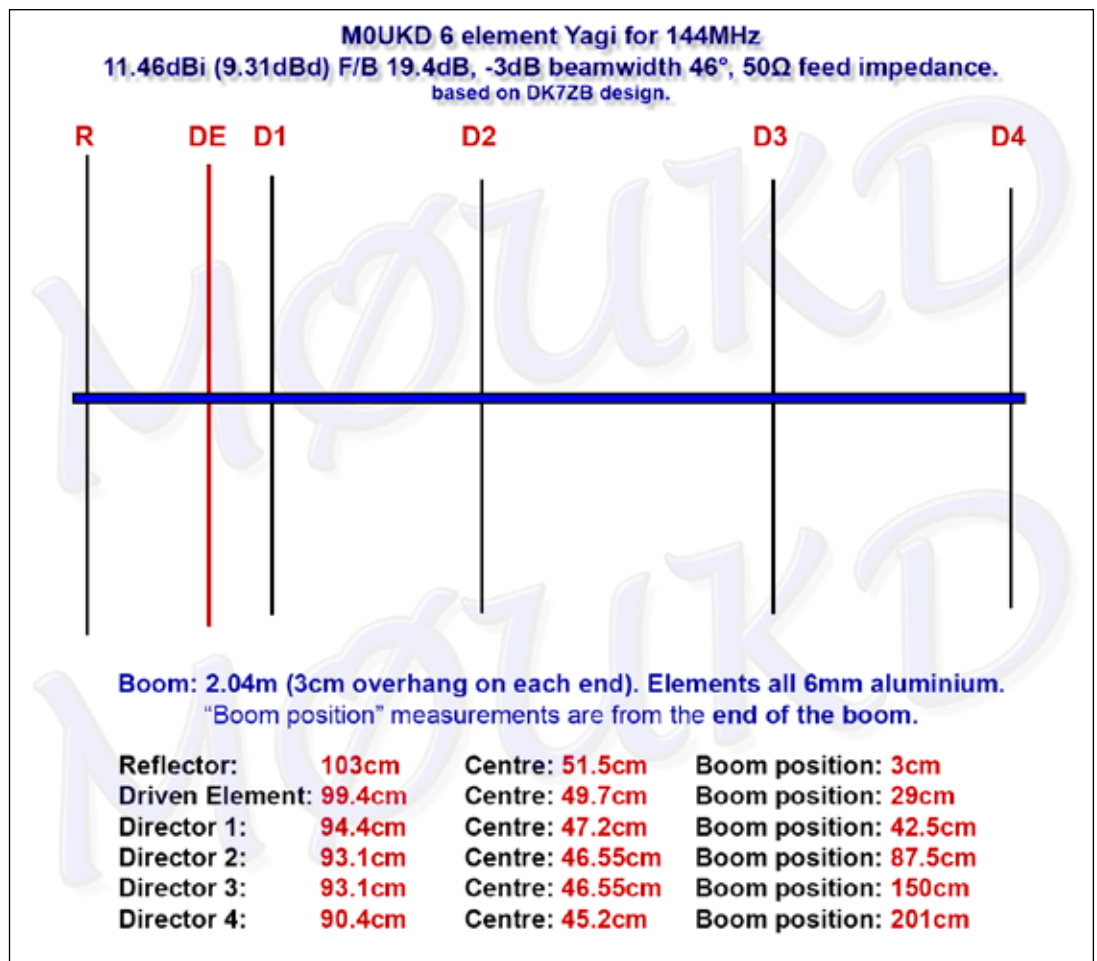 M0UKD 6 element Yagi for 144MHz
11.46dBi (9.31dBd) F/B 19.4dB, -3dB beamwidth 46°, 50Ω feed impedance.
based on DK7ZB design.
R DE D1 D2 D3 D4
MØUKD
MØUKD
Boom: 2.04m (3cm overhang on each end). Elements all 6mm aluminium.
“Boom position” measurements are from the end of the boom.
Reflector: 103cm Centre: 51.5cm Boom position: 3cm
Driven Element: 99.4cm Centre: 49.7cm Boom position: 29cm
Director 1: 94.4cm Centre: 47.2cm Boom position: 42.5cm
Director 2: 93.1cm Centre: 46.55cm Boom position: 87.5cm
Director 3: 93.1cm Centre: 46.55cm Boom position: 150cm
Director 4: 90.4cm Centre: 45.2cm Boom position: 201cm